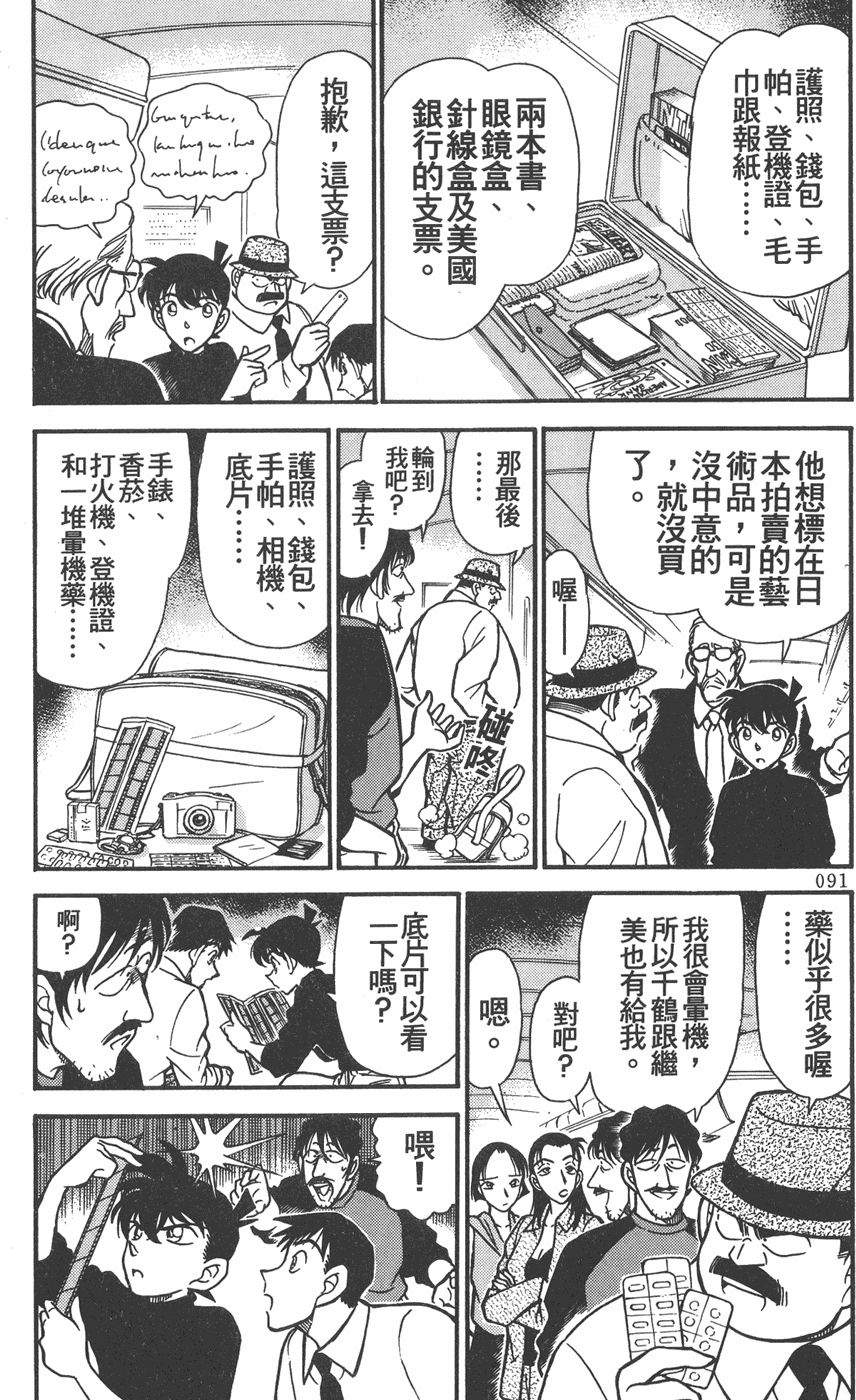 護照、錢包、手
帕、登機證、毛
巾跟報紙……
兩本書、
眼鏡盒、
針線盒及美國
銀行的支票。
抱歉，這支票？
他想標在日
本拍賣的藝
術品，可是
沒中意的
，就沒買
了。
喔——
那最後
……
輪到
我吧？
拿去！
碰咚
護照、錢包、
手帕、相機、
底片……
手錶、
香菸、
打火機、登機證、
和一堆暈機藥……
091
藥似乎很多喔
……
我很會暈機，
所以千鶴跟繼
美也有給我。
對吧？
嗯。
底片可以看
一下嗎？
啊？
喂！